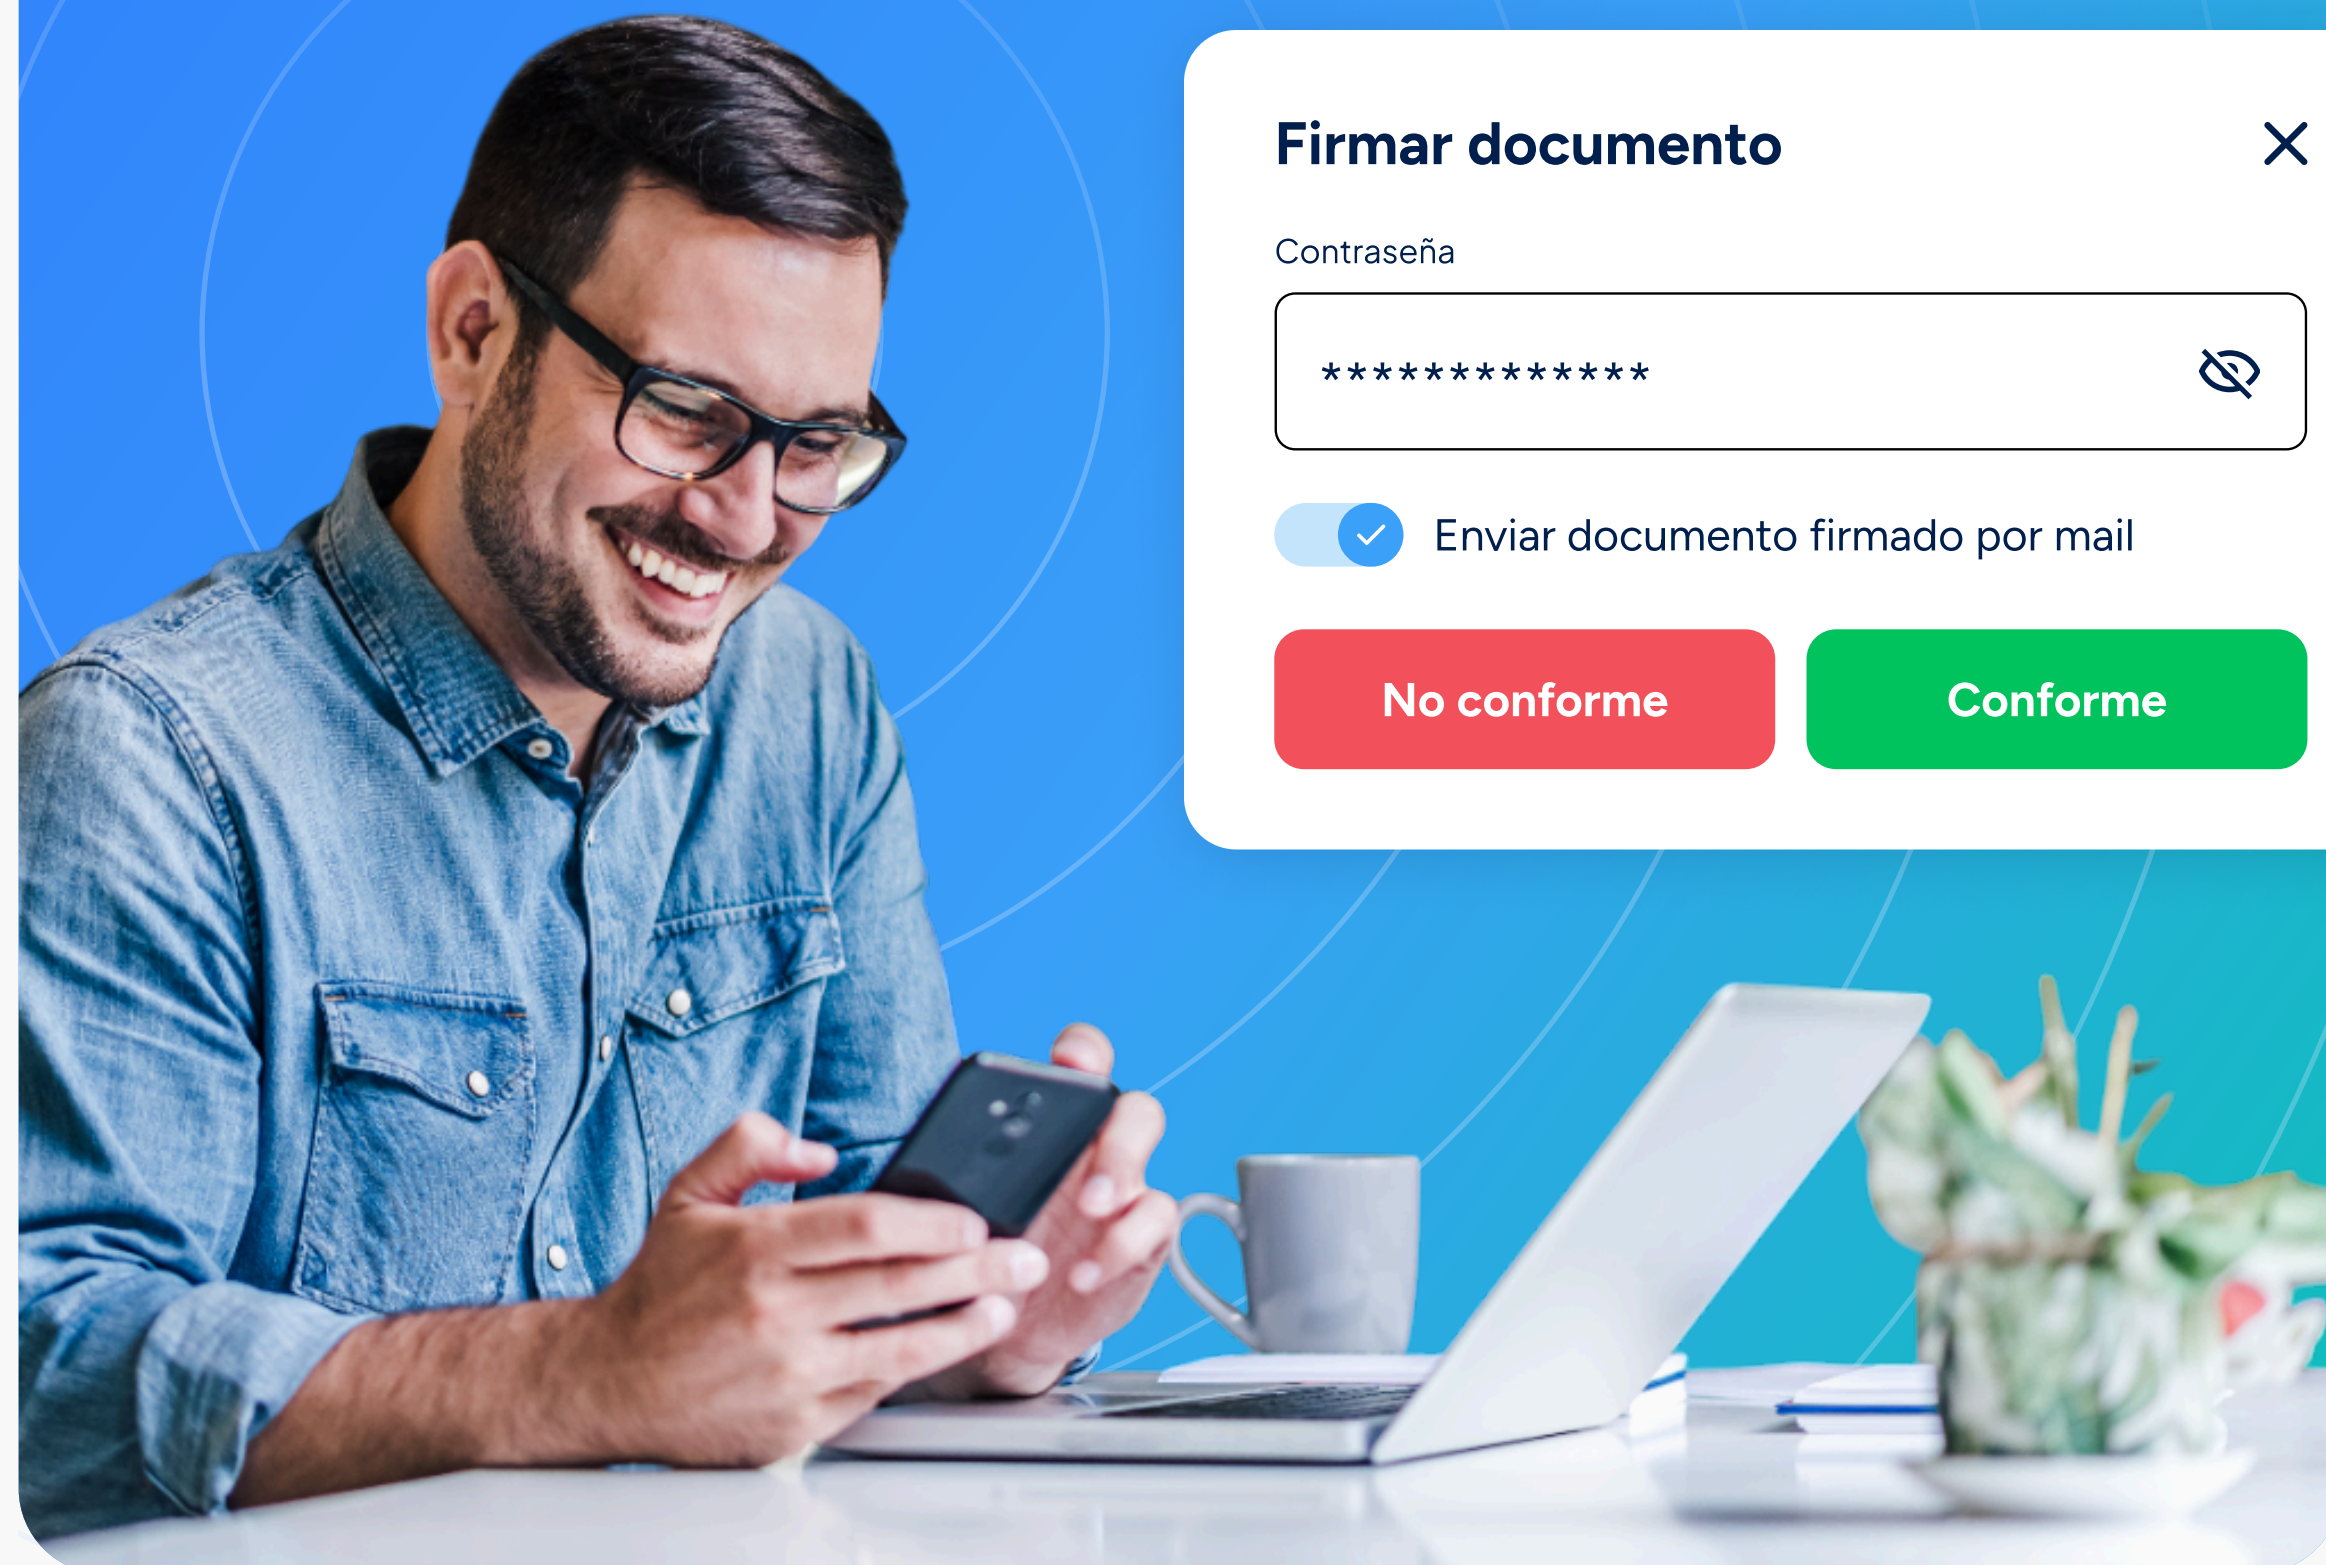 Firmar documento
Contraseña
*************
Enviar documento firmado por mail
No conforme
Conforme